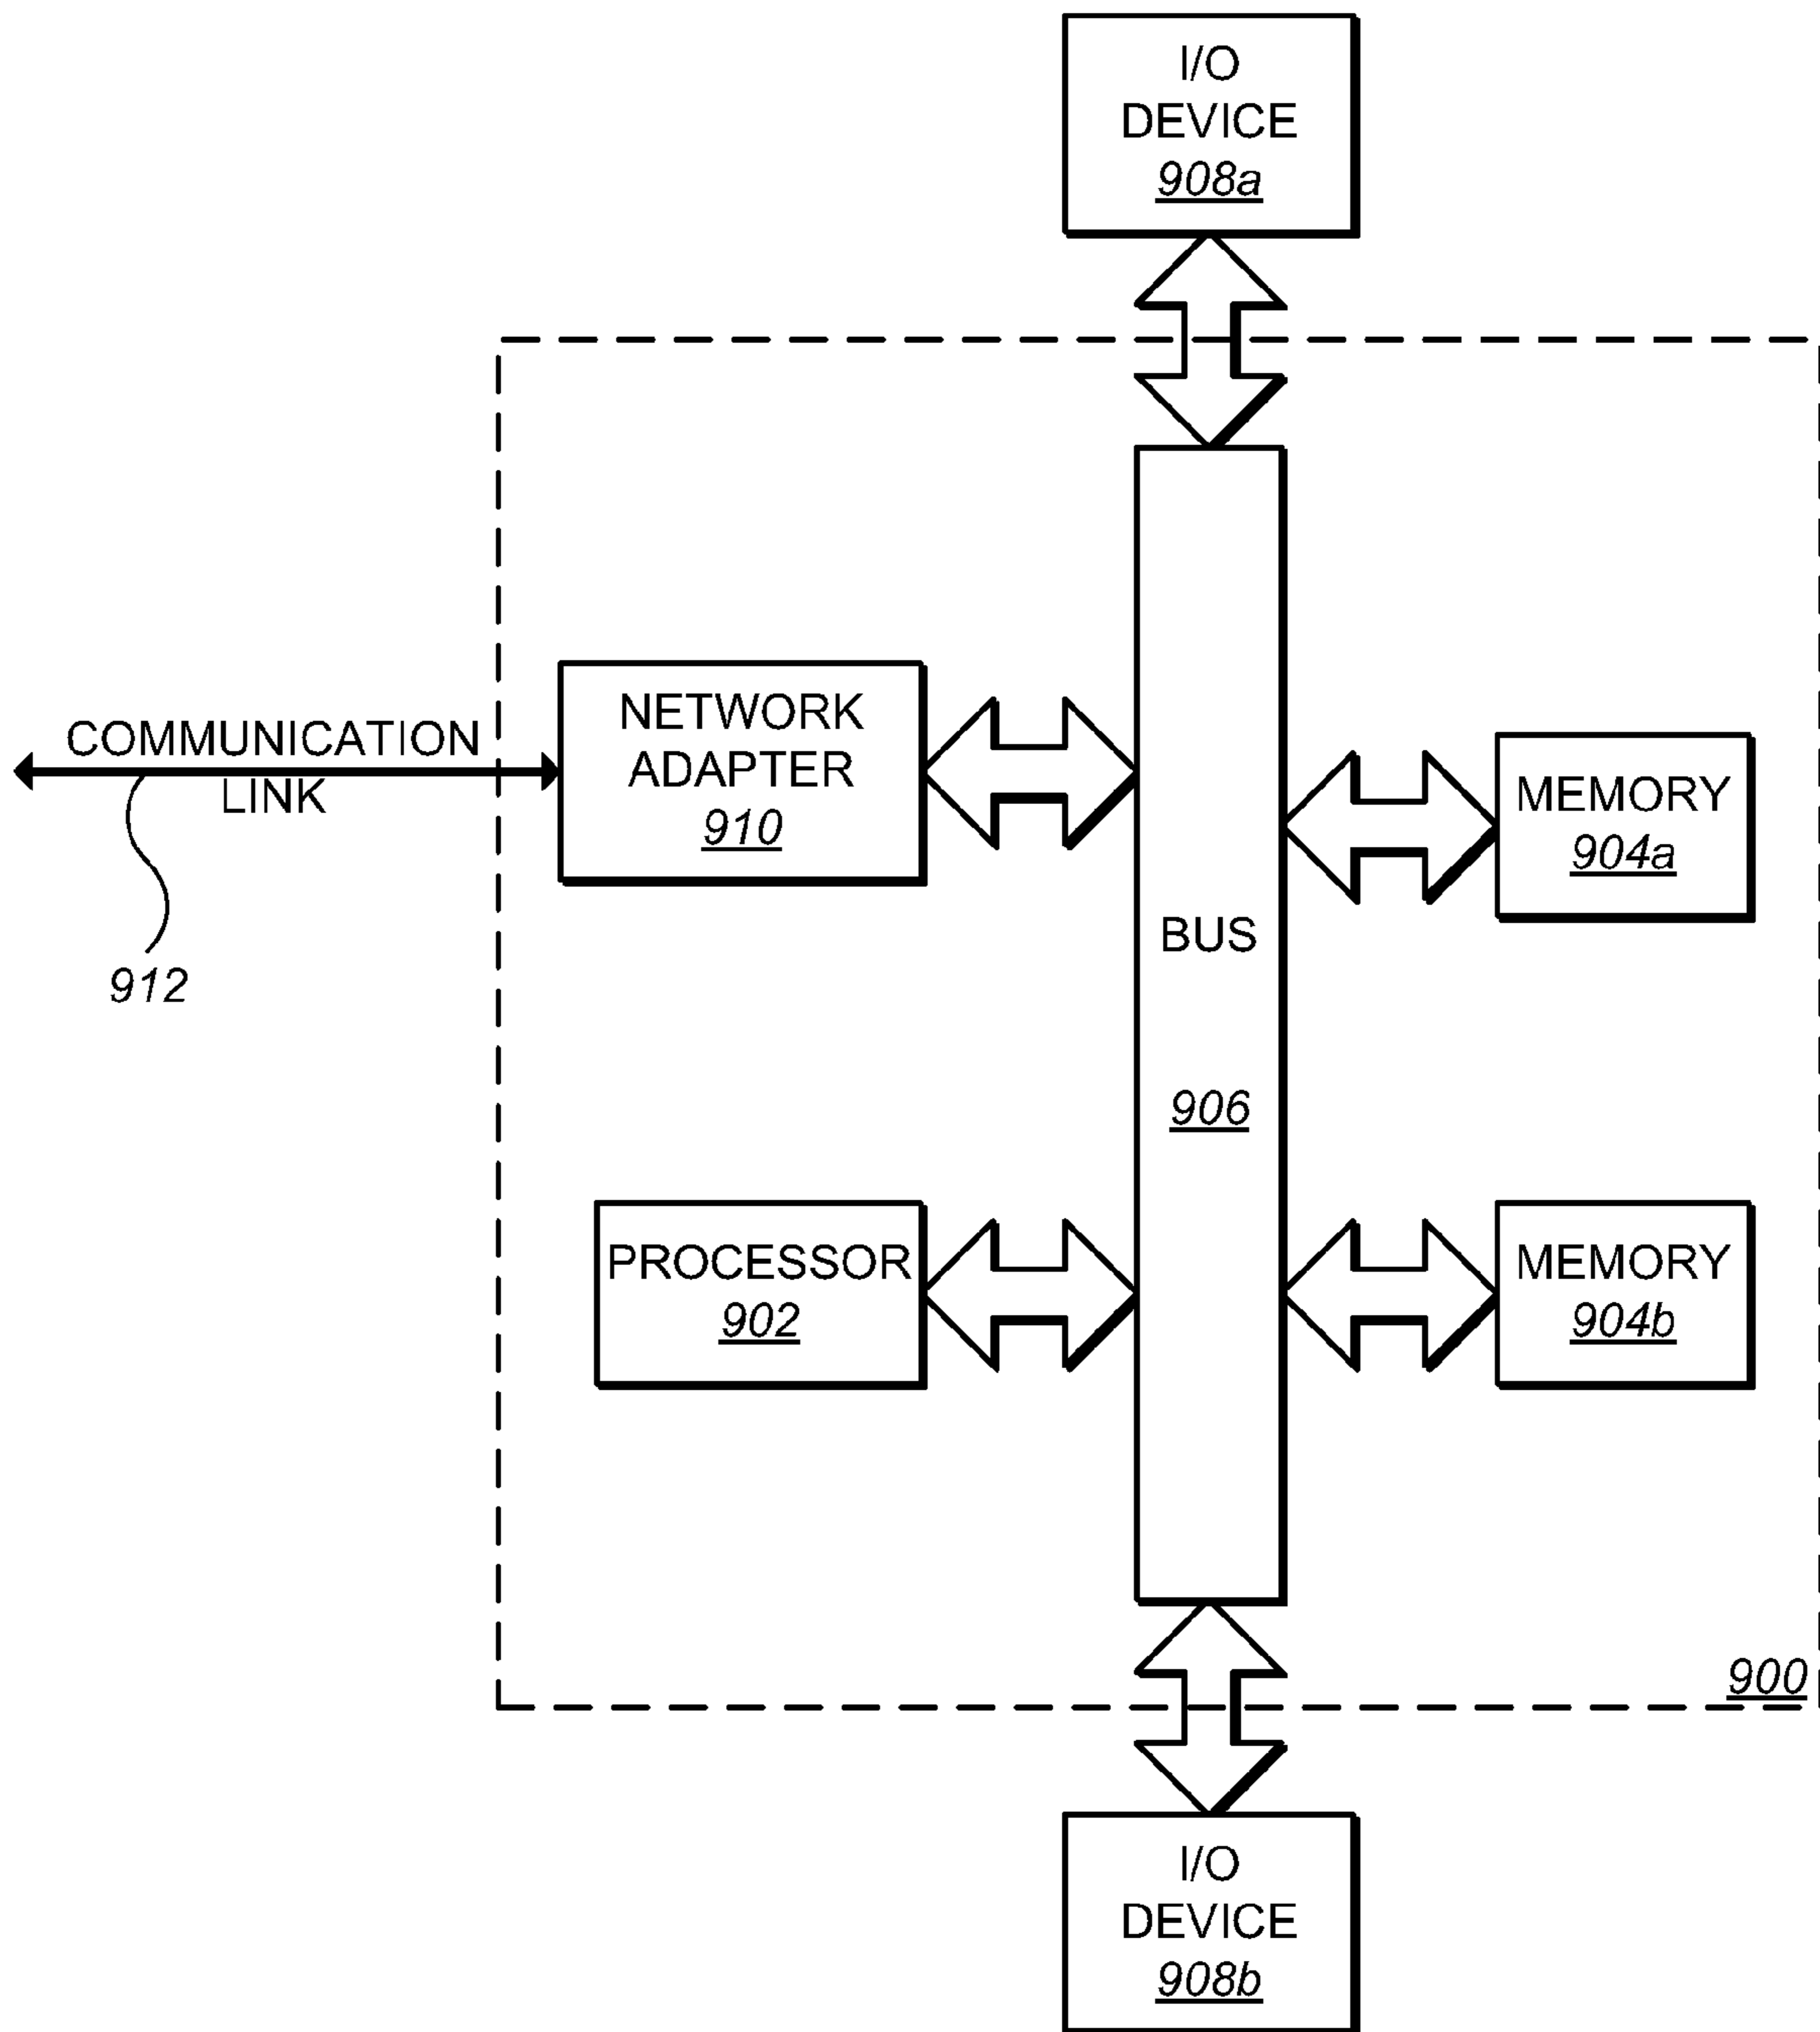 I/O
DEVICE
908a
COMMUNICATION
LINK
912
NETWORK
ADAPTER
910
MEMORY
904a
BUS
906
PROCESSOR
902
MEMORY
904b
900
I/O
DEVICE
908b